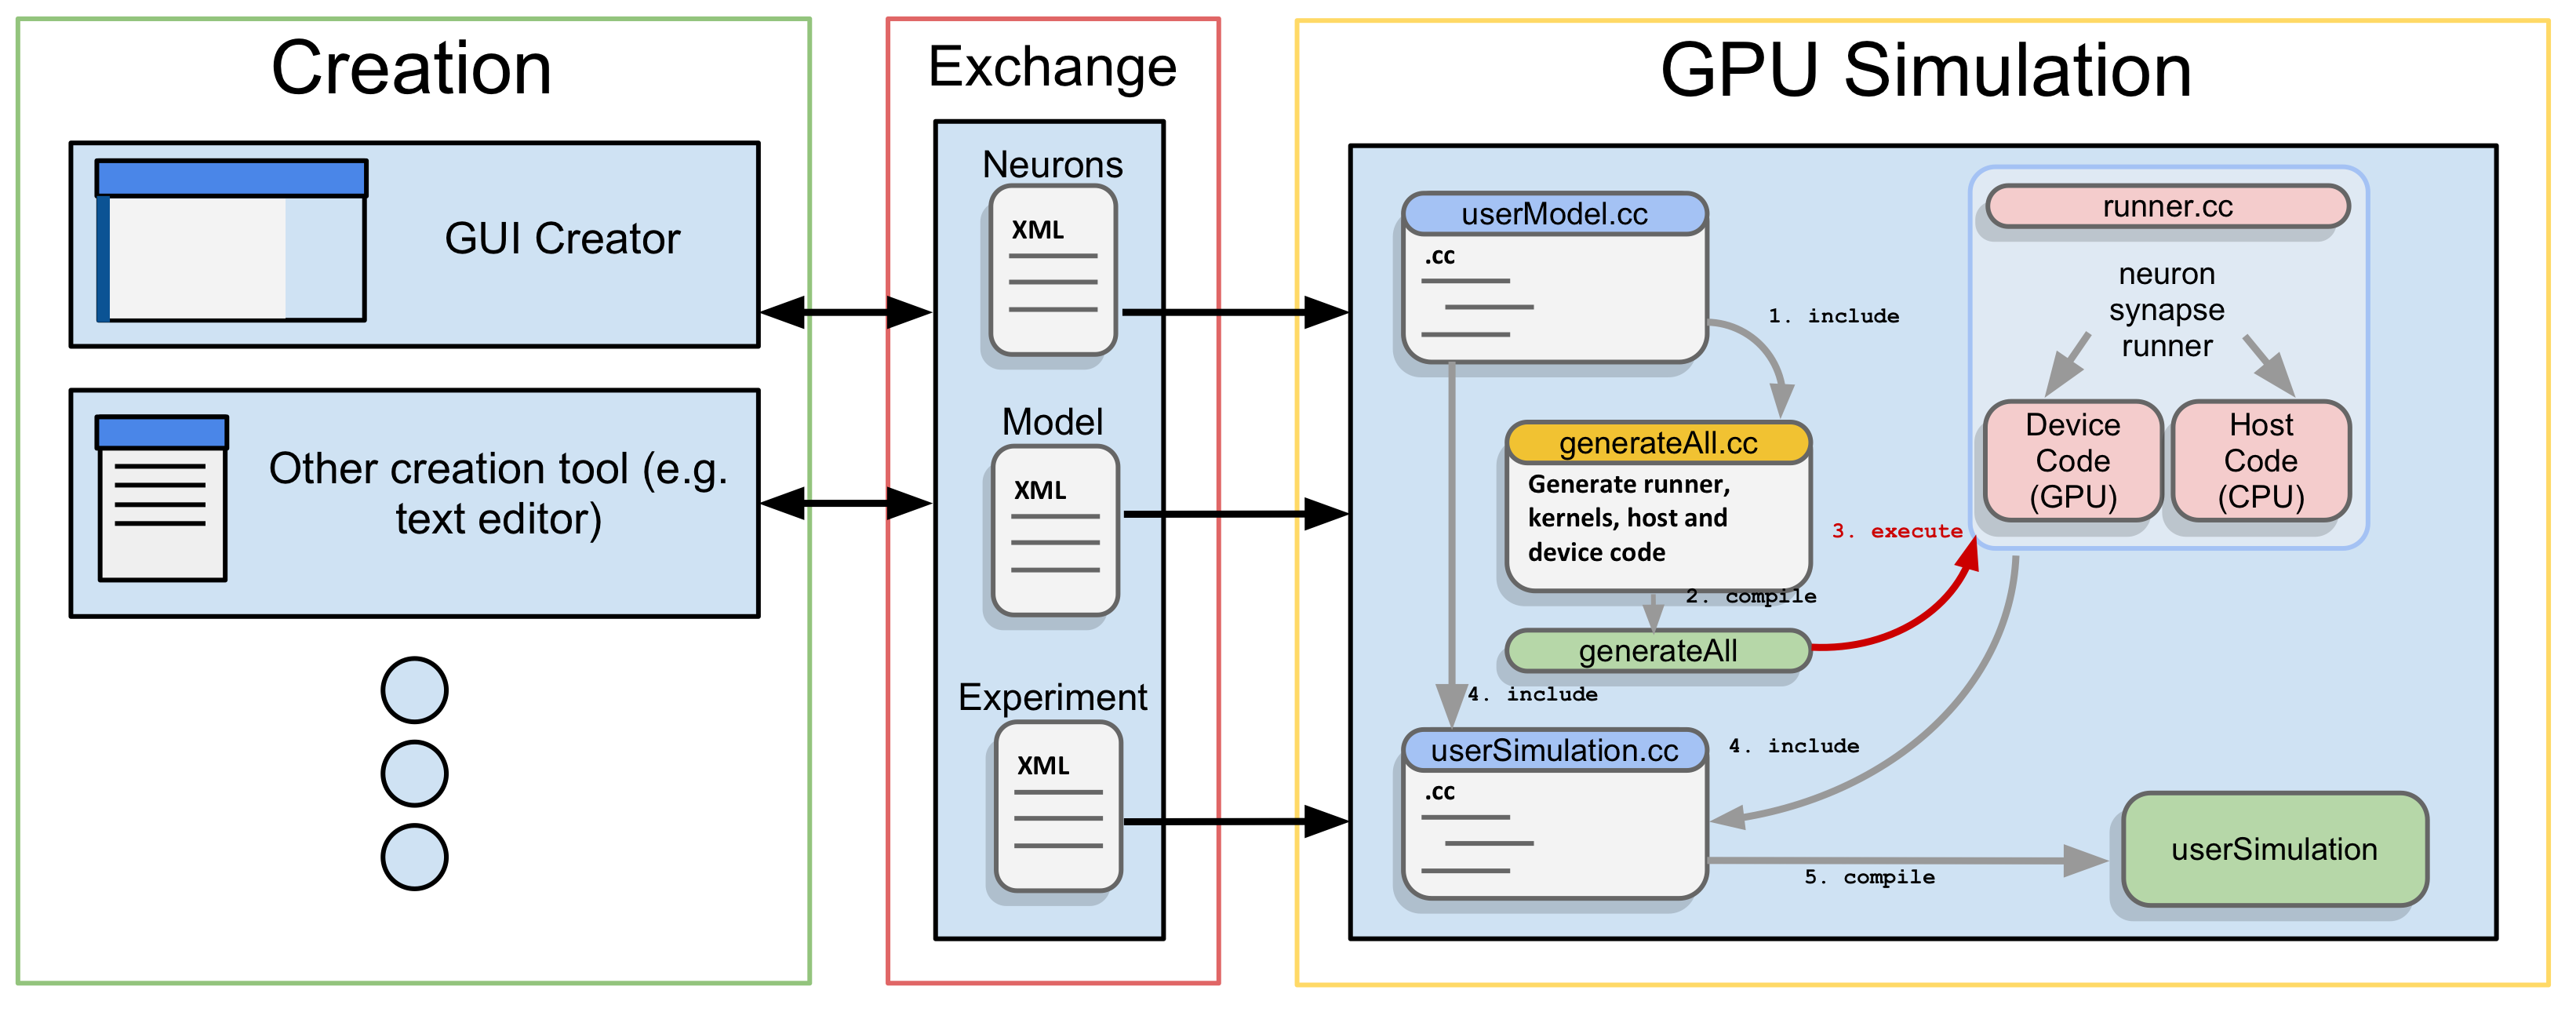 Creation
GUI Creator
Other creation tool (e.g.
text editor)
Exchange
Neurons
XML
Model
XML
Experiment
XML
GPU Simulation
userModel.cc
.cc
1. include
generateAll.cc
Generate runner,
kernels, host and
device code
2. compile
generateAll
3. execute
runner.cc
neuron
synapse
runner
Device
Code
(GPU)
Host
Code
(CPU)
4. include
4. include
userSimulation.cc
.cc
5. compile
userSimulation